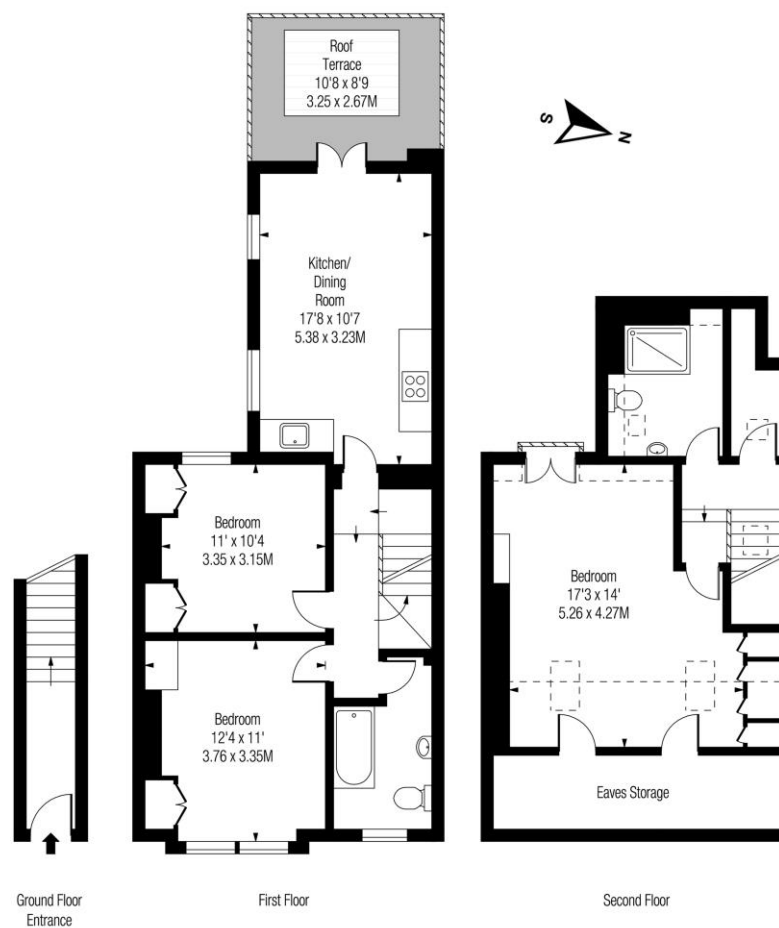 Roof
Terrace
10'8 x 8'9
3.25 x 2.67M
S
N
Kitchen/
Dining
Room
17'8 x 10'7
5.38 x 3.23M
Bedroom
11' x 10'4
3.35 x 3.15M
Bedroom
17'3 x 14'
5.26 x 4.27M
Bedroom
12'4 x 11'
3.76 x 3.35M
Eaves Storage
Ground Floor
Entrance
First Floor
Second Floor